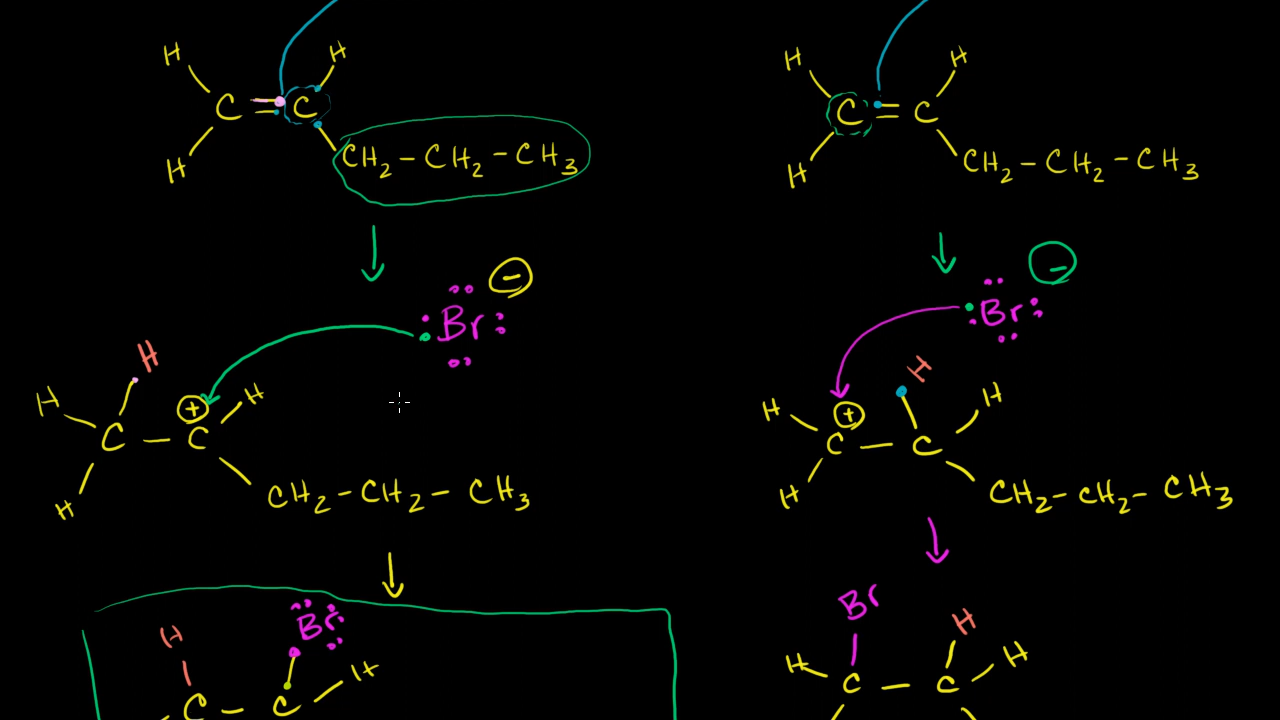 H H H H
C = C C = C
H CH₂ – CH₂ – CH₃ H CH₂ – CH₂ – CH₃
Br − Br −
H H
H + H H + H
C – C C – C
H CH₂ – CH₂ – CH₃ H CH₂ – CH₂ – CH₃
Br H
H Br H H H
C – C C – C